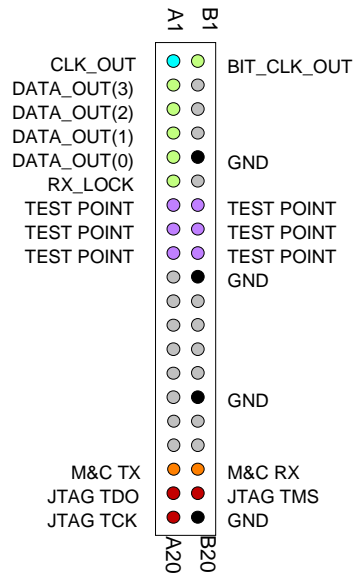 A1 B1
CLK_OUT BIT_CLK_OUT
DATA_OUT(3)
DATA_OUT(2)
DATA_OUT(1)
DATA_OUT(0) GND
RX_LOCK
TEST POINT TEST POINT
TEST POINT TEST POINT
TEST POINT TEST POINT
GND
GND
M&C TX M&C RX
JTAG TDO JTAG TMS
JTAG TCK GND
A20 B20